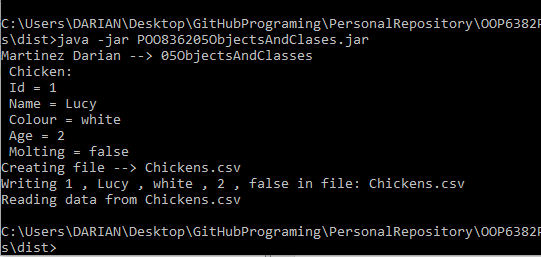 C:\Users\DARIAN\Desktop\GitHubPrograming\PersonalRepository\OOP6382P
s\dist>java -jar POO836205ObjectsAndClases.jar
Martinez Darian --> 05ObjectsAndClasses
Chicken:
Id = 1
Name = Lucy
Colour = white
Age = 2
Molting = false
Creating file --> Chickens.csv
Writing 1 , Lucy , white , 2 , false in file: Chickens.csv
Reading data from Chickens.csv
C:\Users\DARIAN\Desktop\GitHubPrograming\PersonalRepository\OOP6382P
s\dist>